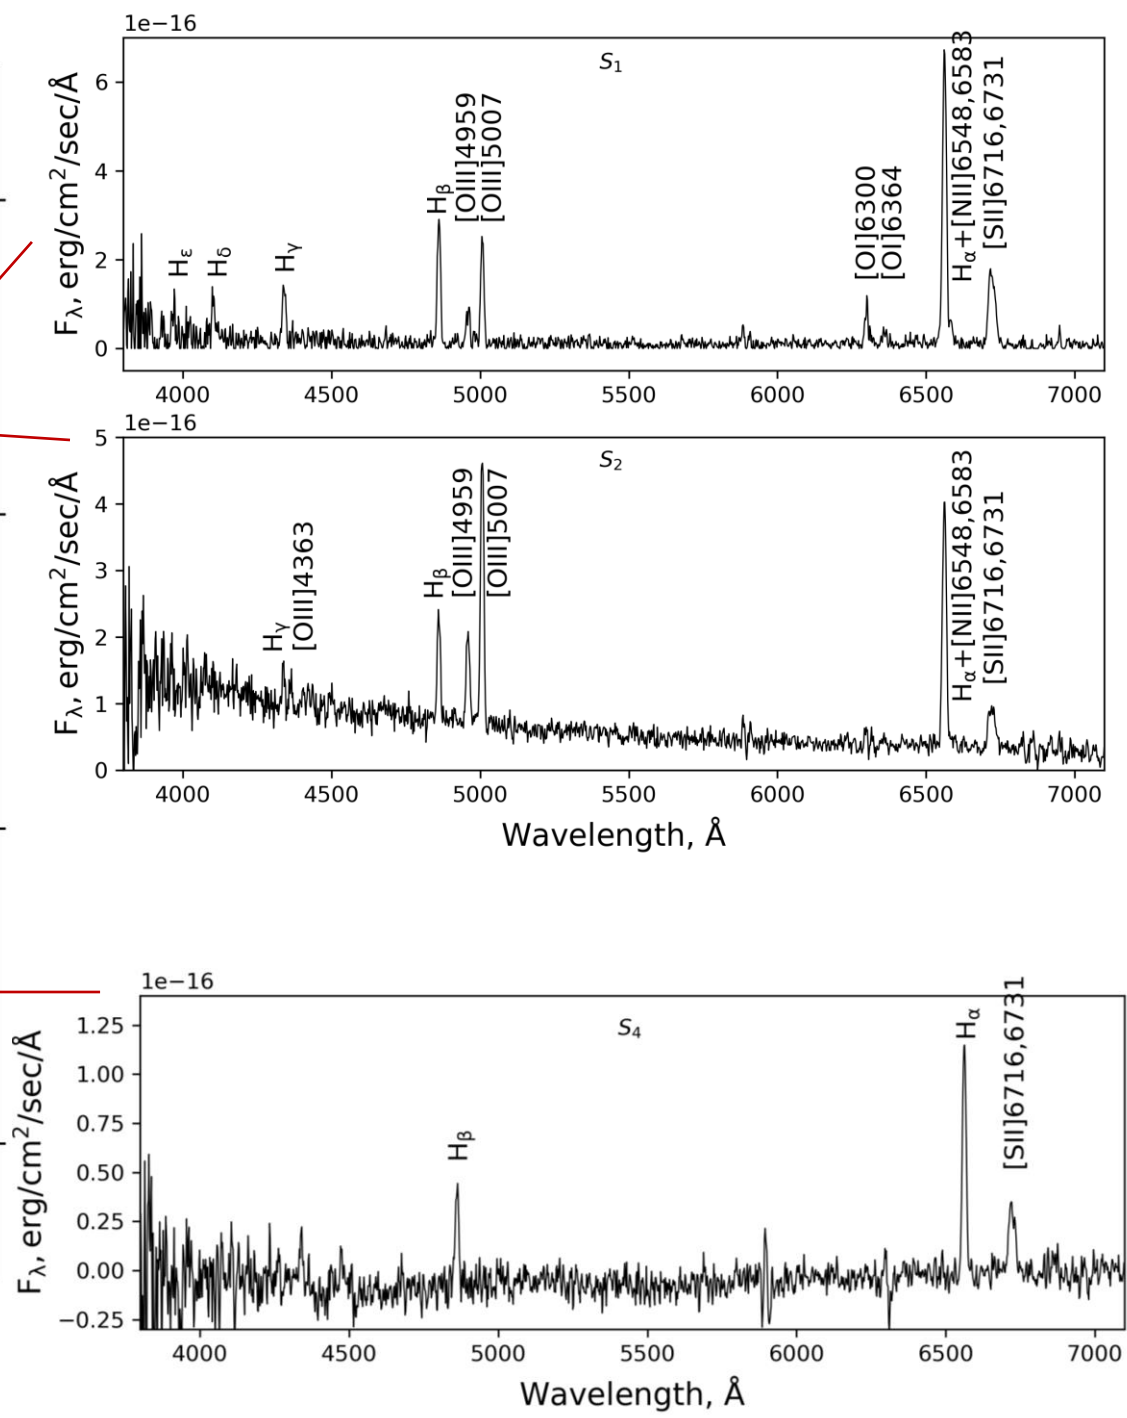 1e−16
S₁
F_λ, erg/cm²/sec/Å
6
4
2
0
H_ε
H_δ
H_γ
H_β
[OIII]4959
[OIII]5007
[OI]6300
[OI]6364
H_α+[NII]6548,6583
[SII]6716,6731
4000 4500 5000 5500 6000 6500 7000
1e−16
S₂
F_λ, erg/cm²/sec/Å
5
4
3
2
1
0
H_γ
[OIII]4363
H_β
[OIII]4959
[OIII]5007
H_α+[NII]6548,6583
[SII]6716,6731
4000 4500 5000 5500 6000 6500 7000
Wavelength, Å
1e−16
S₄
F_λ, erg/cm²/sec/Å
1.25
1.00
0.75
0.50
0.25
0.00
−0.25
H_β
H_α
[SII]6716,6731
4000 4500 5000 5500 6000 6500 7000
Wavelength, Å